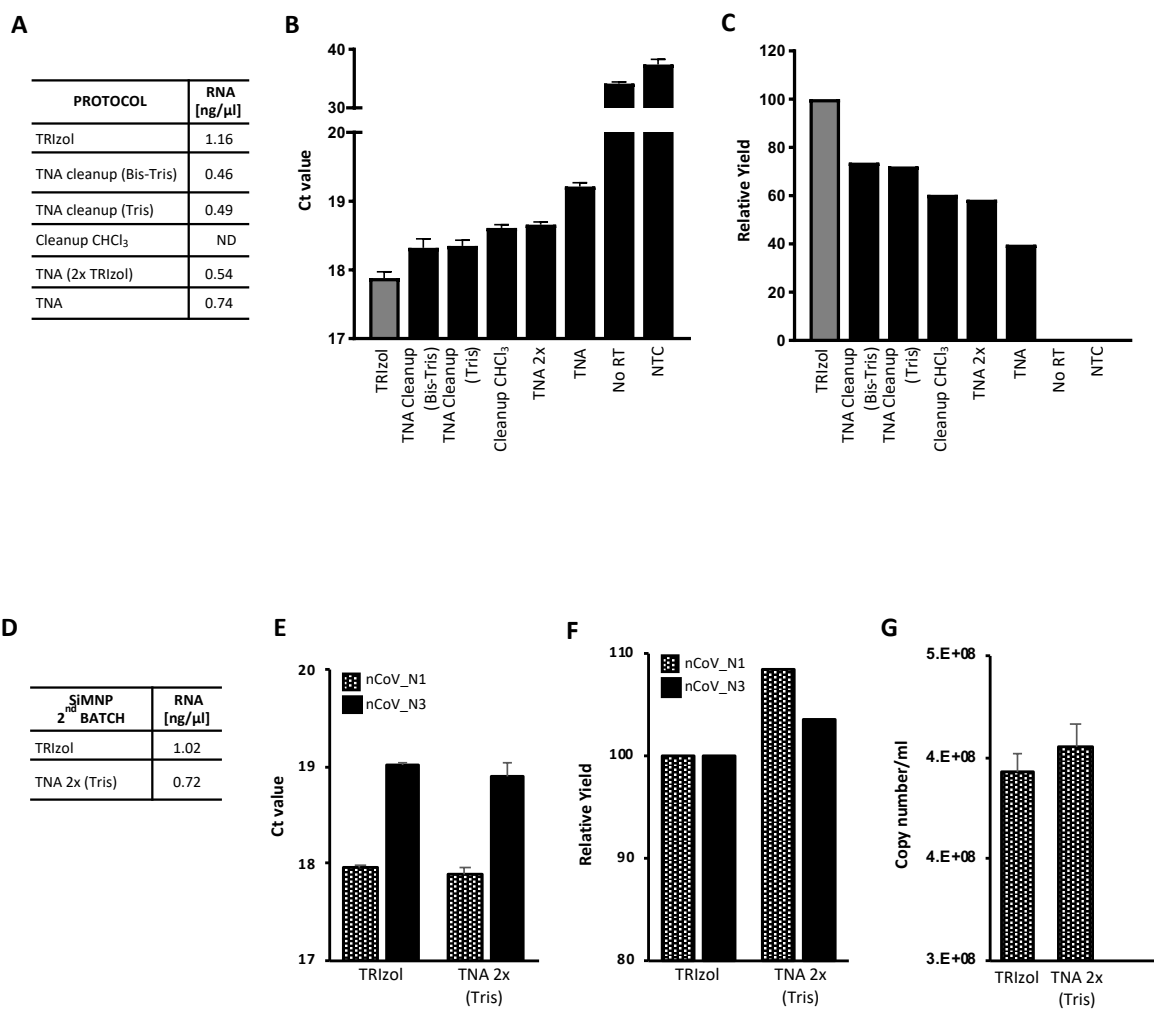 A
PROTOCOL
RNA
[ng/µl]
TRIzol 1.16
TNA cleanup (Bis-Tris) 0.46
TNA cleanup (Tris) 0.49
Cleanup CHCl₃ ND
TNA (2x TRIzol) 0.54
TNA 0.74
B
Ct value
40
30
20
19
18
17
TRIzol
TNA Cleanup
(Bis-Tris)
TNA Cleanup
(Tris)
Cleanup CHCl₃
TNA 2x
TNA
No RT
NTC
C
Relative Yield
120
100
80
60
40
20
0
TRIzol
TNA Cleanup
(Bis-Tris)
TNA Cleanup
(Tris)
Cleanup CHCl₃
TNA 2x
TNA
No RT
NTC
D
SiMNP
2nd BATCH
RNA
[ng/µl]
TRIzol 1.02
TNA 2x (Tris) 0.72
E
Ct value
20
19
18
17
nCoV_N1
nCoV_N3
TRIzol
TNA 2x
(Tris)
F
Relative Yield
110
100
90
80
nCoV_N1
nCoV_N3
TRIzol
TNA 2x
(Tris)
G
Copy number/ml
5.E+08
4.E+08
4.E+08
3.E+08
TRIzol
TNA 2x
(Tris)